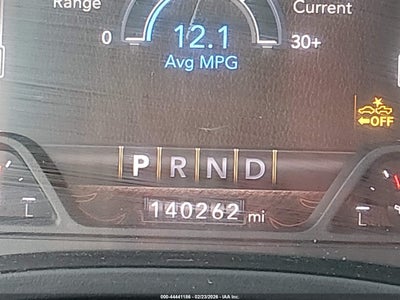 Range
Current
0
12.1
30+
Avg MPG
OFF
P R N D
140262 mi
L
L
000-44441186 - 02/23/2026 - IAA Inc.